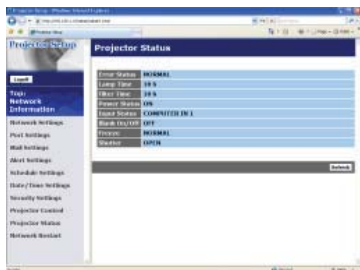 Projector Setup
Projector Status
Error Status NORMAL
Lamp Time 10 h
Filter Time 10 h
Power Status ON
Input Status COMPUTER IN 1
Blank On/Off OFF
Freeze NORMAL
Shutter OPEN
Refresh
Logoff
Top:
Network
Information
Network Settings
Port Settings
Mail Settings
Alert Settings
Schedule Settings
Date/Time Settings
Security Settings
Projector Control
Projector Status
Network Restart